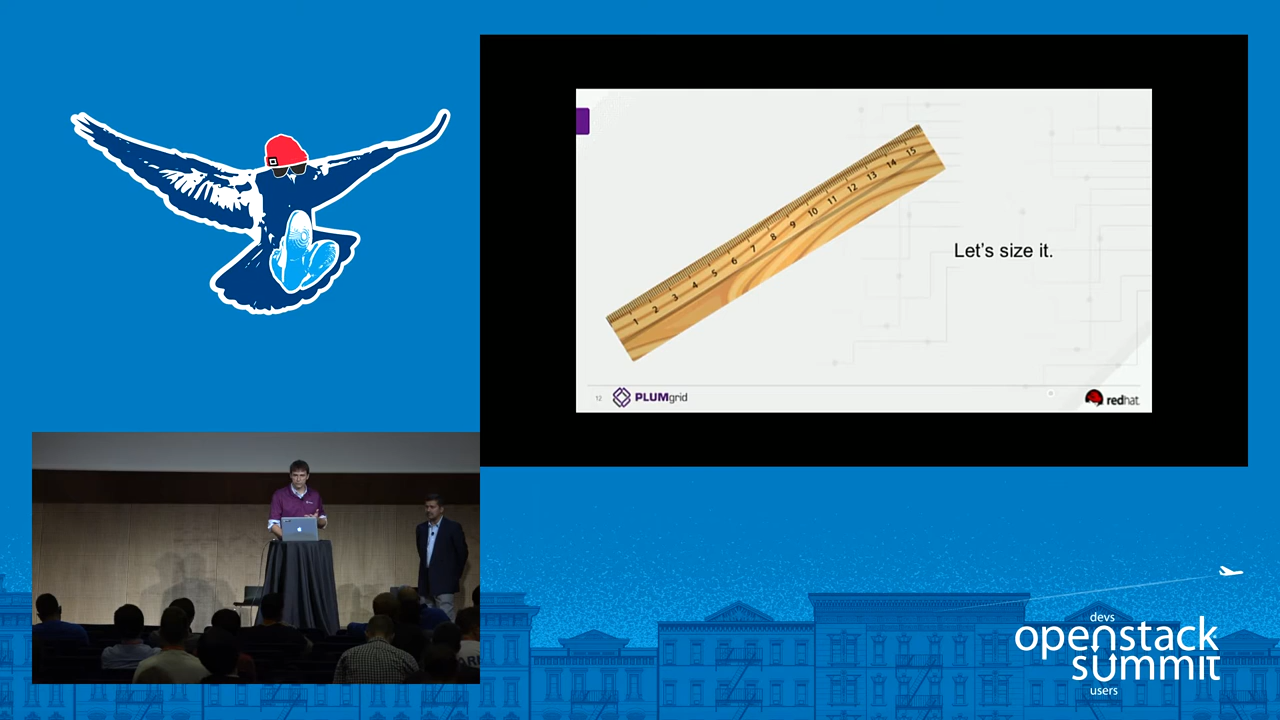 1 2 3 4 5 6 7 8 9 10 11 12 13 14 15
Let's size it.
12
PLUMgrid
redhat.
devs
openstack
summit
users